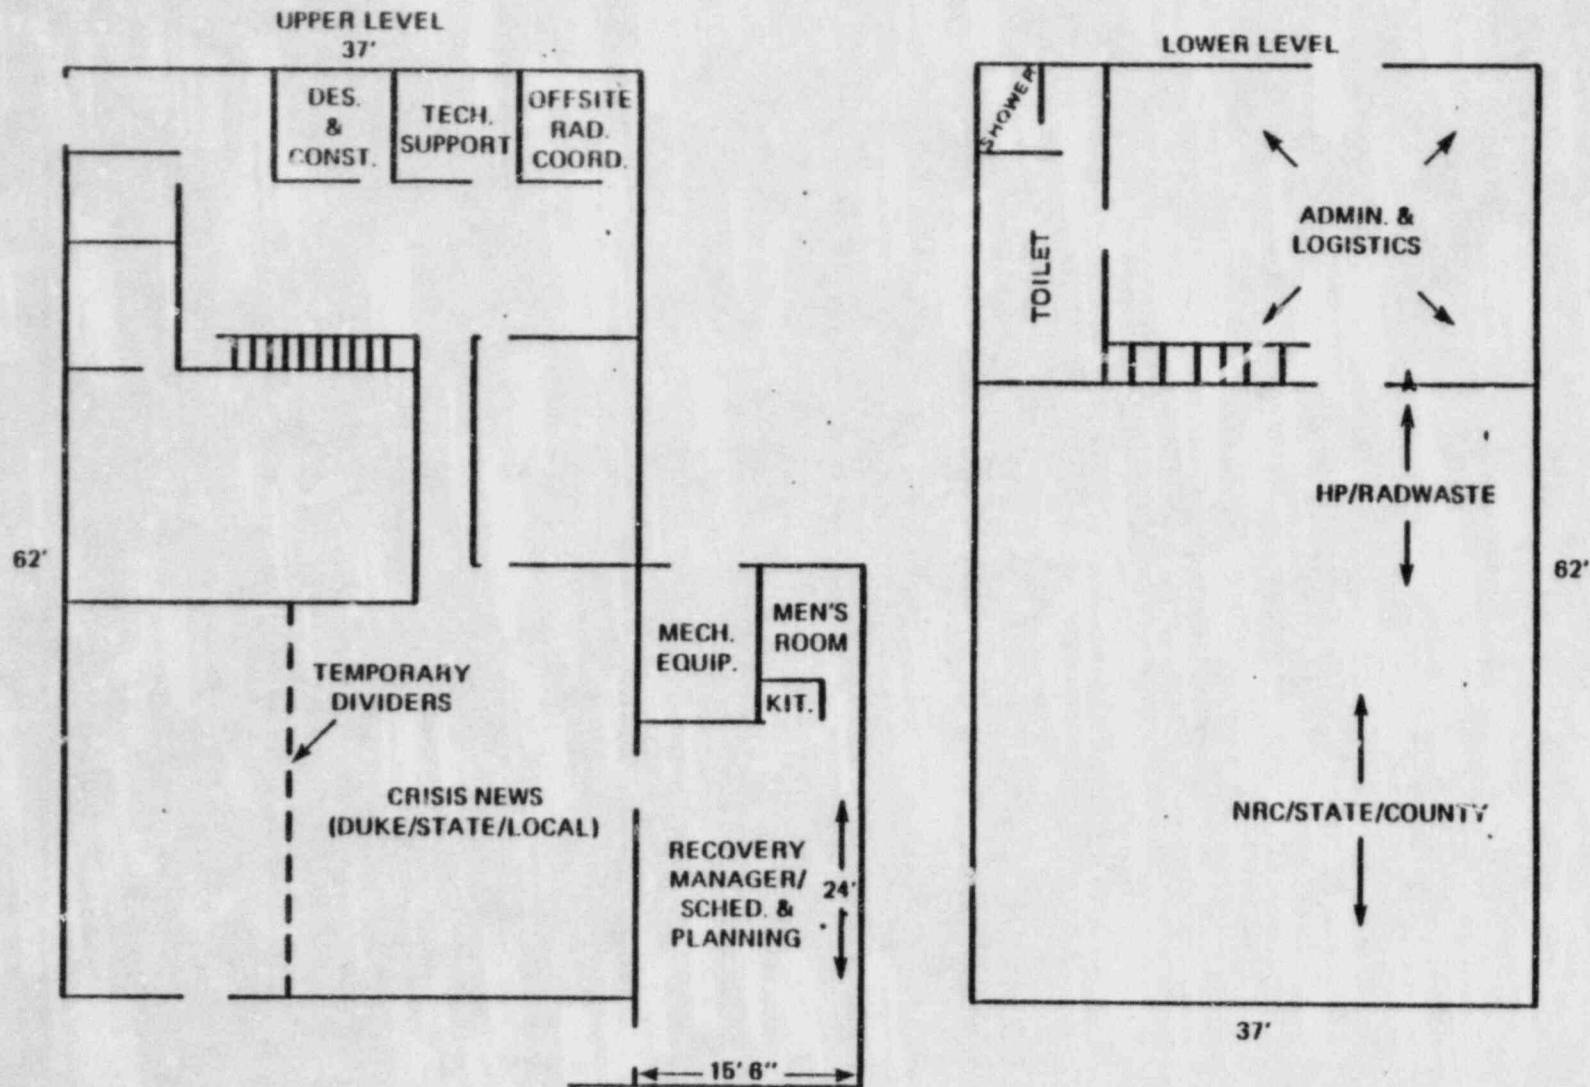 UPPER LEVEL
37'
DES.
&
CONST.
TECH.
SUPPORT
OFFSITE
RAD.
COORD.
62'
TEMPORARY
DIVIDERS
CRISIS NEWS
(DUKE/STATE/LOCAL)
MECH.
EQUIP.
MEN'S
ROOM
KIT.
RECOVERY
MANAGER/
SCHED. &
PLANNING
24'
15' 6"
LOWER LEVEL
SHOWER
TOILET
ADMIN. &
LOGISTICS
HP/RADWASTE
62'
NRC/STATE/COUNTY
37'